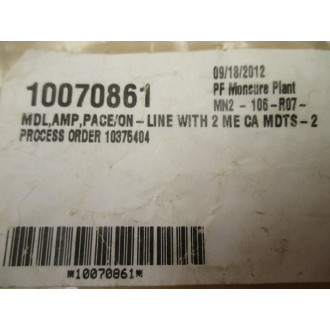 09/18/2012
10070861
PF Moncure Plant
MN2 - 106-R07-
MDL,AMP,PACE/ON-LINE WITH 2 ME CA MDTS-2
PROCESS ORDER 10375404
*10070861*